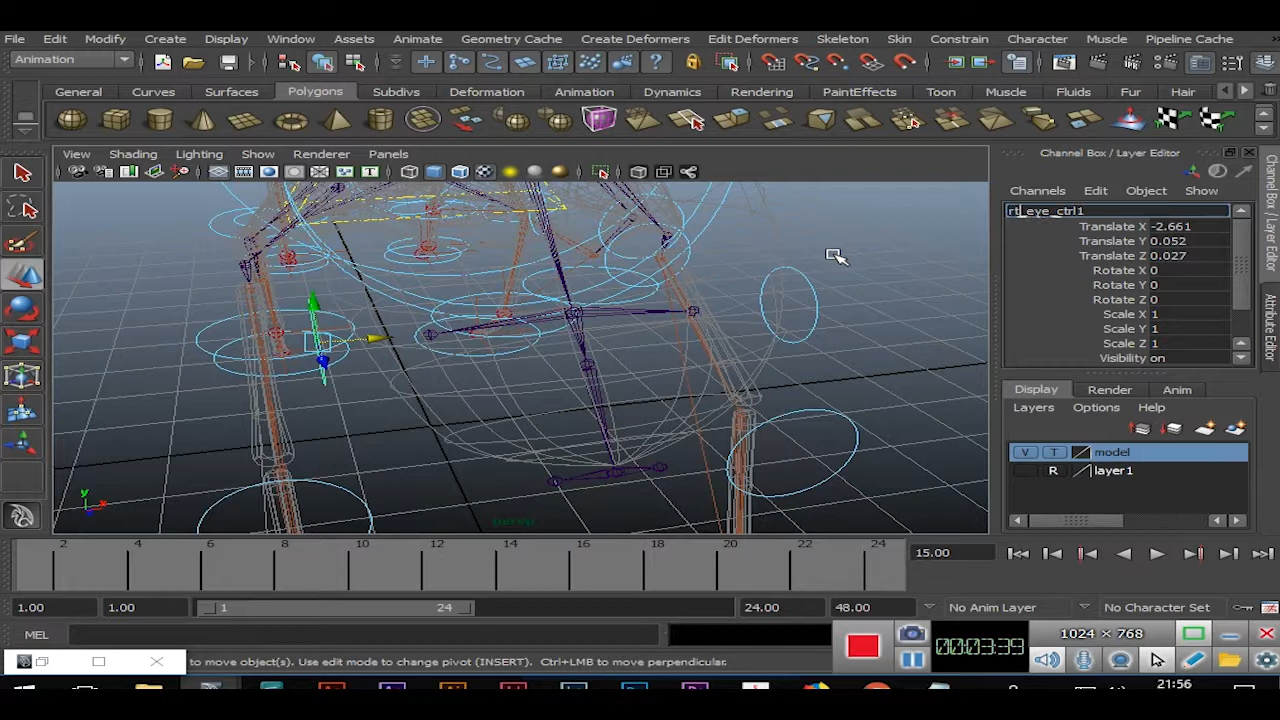 File Edit Modify Create Display Window Assets Animate Geometry Cache Create Deformers Edit Deformers Skeleton Skin Constrain Character Muscle Pipeline Cache
Animation
General Curves Surfaces Polygons Subdivs Deformation Animation Dynamics Rendering PaintEffects Toon Muscle Fluids Fur Hair
View Shading Lighting Show Renderer Panels
Channel Box / Layer Editor
Channels Edit Object Show
rt_eye_ctrl1
Translate X -2.661
Translate Y 0.052
Translate Z 0.027
Rotate X 0
Rotate Y 0
Rotate Z 0
Scale X 1
Scale Y 1
Scale Z 1
Visibility on
Channel Box / Layer Editor
Attribute Editor
Display Render Anim
Layers Options Help
V T model
R layer1
y
x
2 4 6 8 10 12 14 16 18 20 22 24
15.00
1.00 1.00 1 24 24.00 48.00 No Anim Layer No Character Set
MEL
00:03:39
1024 × 768
to move object(s). Use edit mode to change pivot (INSERT). Ctrl+LMB to move perpendicular.
21:56